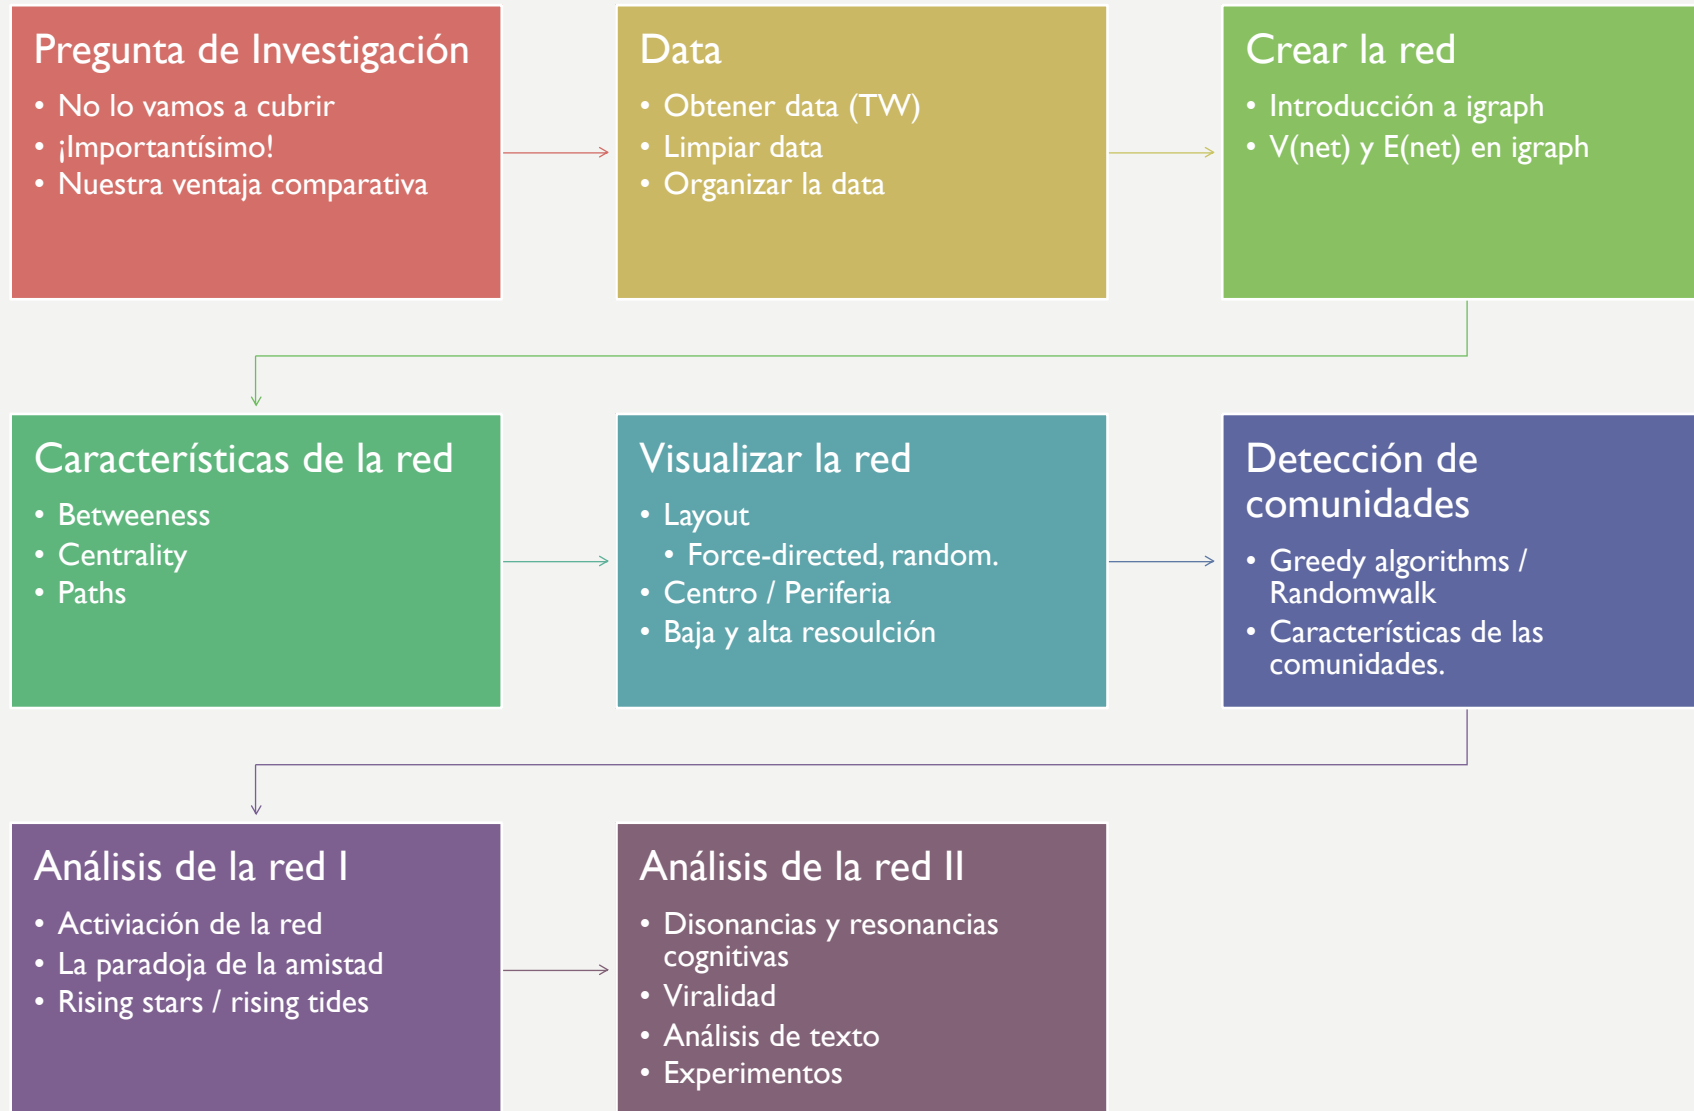 Pregunta de Investigación
• No lo vamos a cubrir
• ¡Importantísimo!
• Nuestra ventaja comparativa
Data
• Obtener data (TW)
• Limpiar data
• Organizar la data
Crear la red
• Introducción a igraph
• V(net) y E(net) en igraph
Características de la red
• Betweeness
• Centrality
• Paths
Visualizar la red
• Layout
• Force-directed, random.
• Centro / Periferia
• Baja y alta resoulción
Detección de
comunidades
• Greedy algorithms /
Randomwalk
• Características de las
comunidades.
Análisis de la red I
• Activiación de la red
• La paradoja de la amistad
• Rising stars / rising tides
Análisis de la red II
• Disonancias y resonancias
cognitivas
• Viralidad
• Análisis de texto
• Experimentos